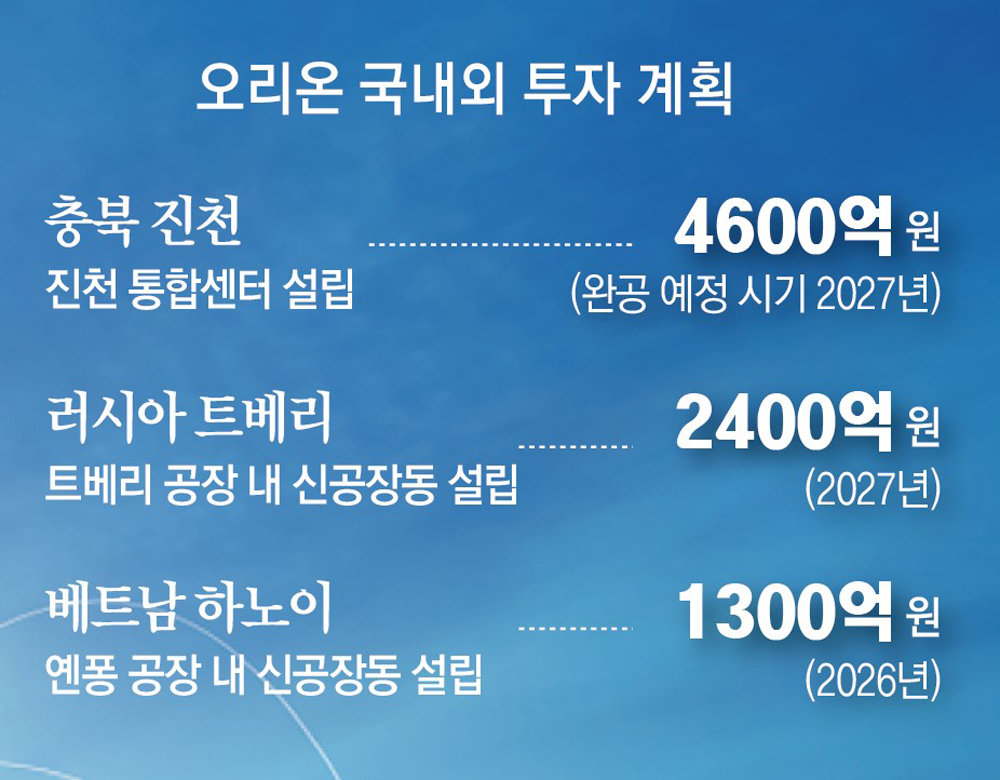 오리온 국내외 투자 계획
충북 진천
4600억 원
진천 통합센터 설립
(완공 예정 시기 2027년)
러시아 트베리
2400억 원
트베리 공장 내 신공장동 설립
(2027년)
베트남 하노이
1300억 원
옌퐁 공장 내 신공장동 설립
(2026년)